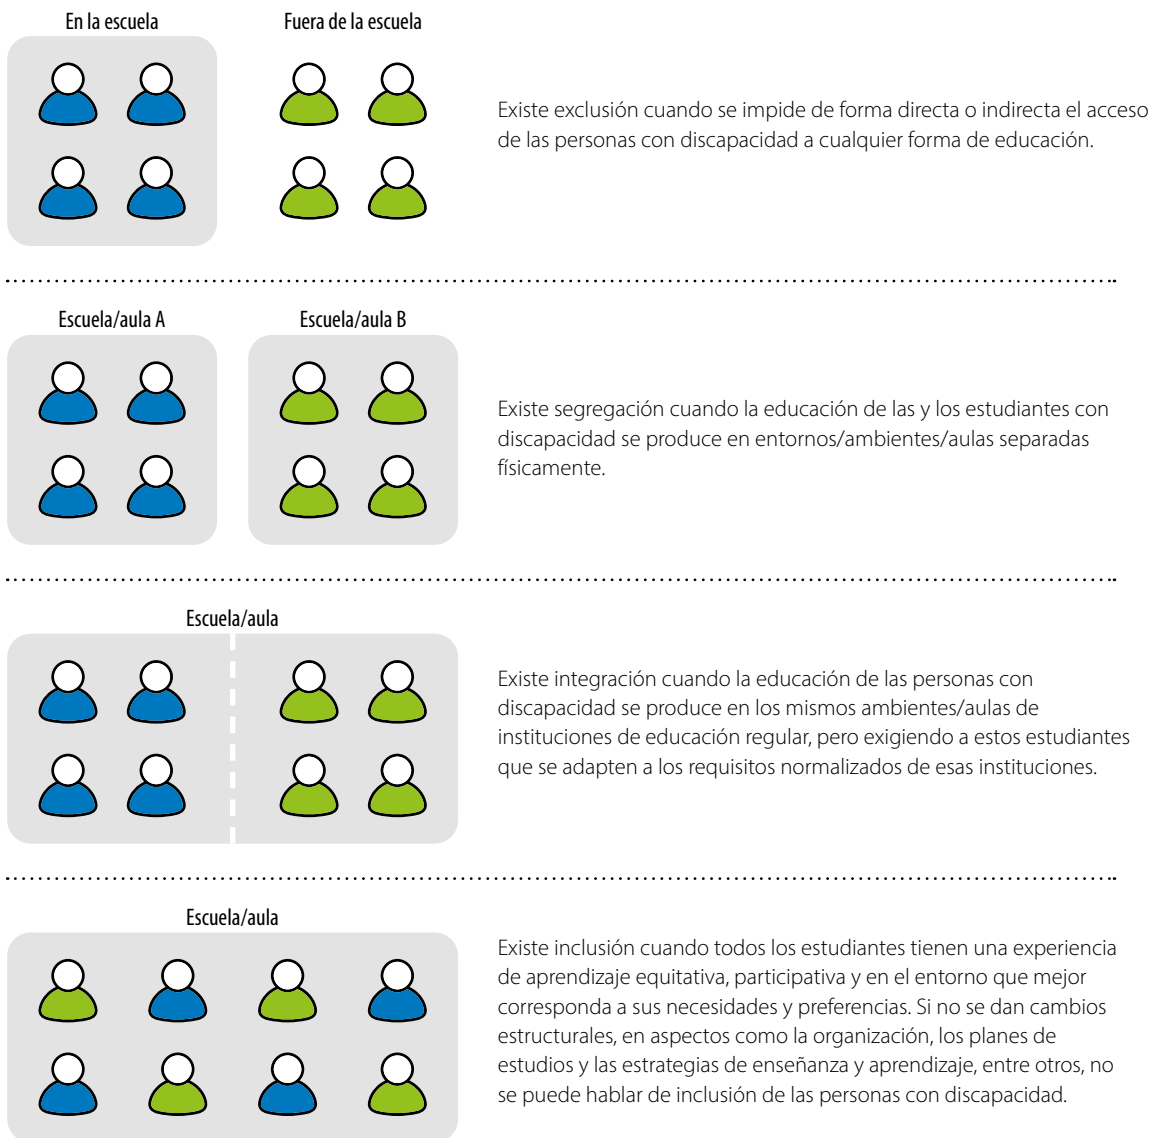 En la escuela
Fuera de la escuela
Existe exclusión cuando se impide de forma directa o indirecta el acceso
de las personas con discapacidad a cualquier forma de educación.
Escuela/aula A
Escuela/aula B
Existe segregación cuando la educación de las y los estudiantes con
discapacidad se produce en entornos/ambientes/aulas separadas
físicamente.
Escuela/aula
Existe integración cuando la educación de las personas con
discapacidad se produce en los mismos ambientes/aulas de
instituciones de educación regular, pero exigiendo a estos estudiantes
que se adapten a los requisitos normalizados de esas instituciones.
Escuela/aula
Existe inclusión cuando todos los estudiantes tienen una experiencia
de aprendizaje equitativa, participativa y en el entorno que mejor
corresponda a sus necesidades y preferencias. Si no se dan cambios
estructurales, en aspectos como la organización, los planes de
estudios y las estrategias de enseñanza y aprendizaje, entre otros, no
se puede hablar de inclusión de las personas con discapacidad.